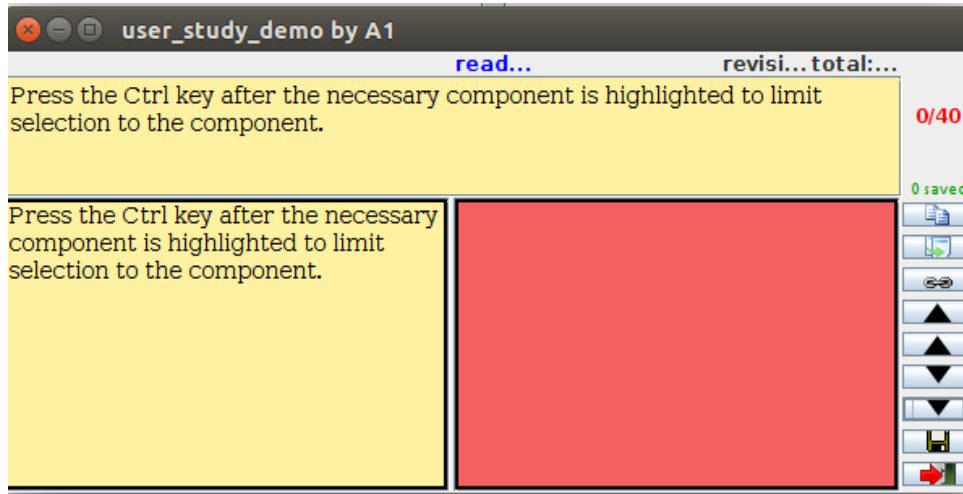 user_study_demo by A1
read... revisi... total:...
Press the Ctrl key after the necessary component is highlighted to limit
selection to the component.
0/40
0 saved
Press the Ctrl key after the necessary
component is highlighted to limit
selection to the component.